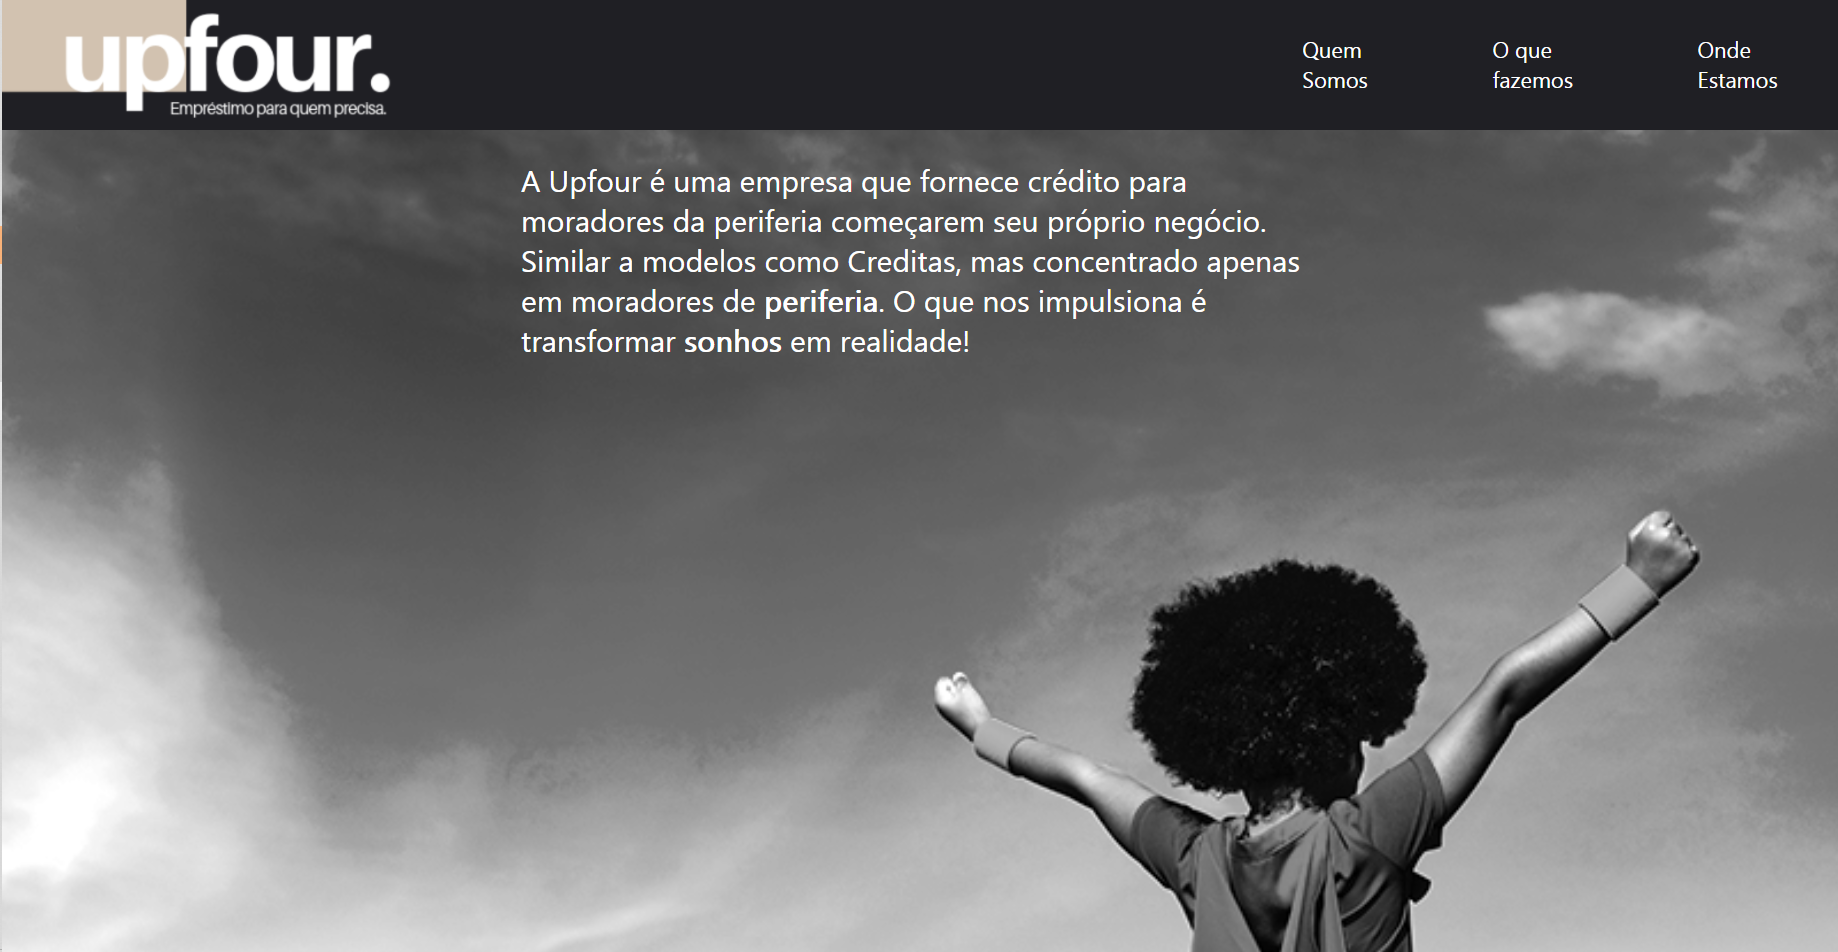 upfour.
Empréstimo para quem precisa.
Quem
Somos
O que
fazemos
Onde
Estamos
A Upfour é uma empresa que fornece crédito para
moradores da periferia começarem seu próprio negócio.
Similar a modelos como Creditas, mas concentrado apenas
em moradores de periferia. O que nos impulsiona é
transformar sonhos em realidade!